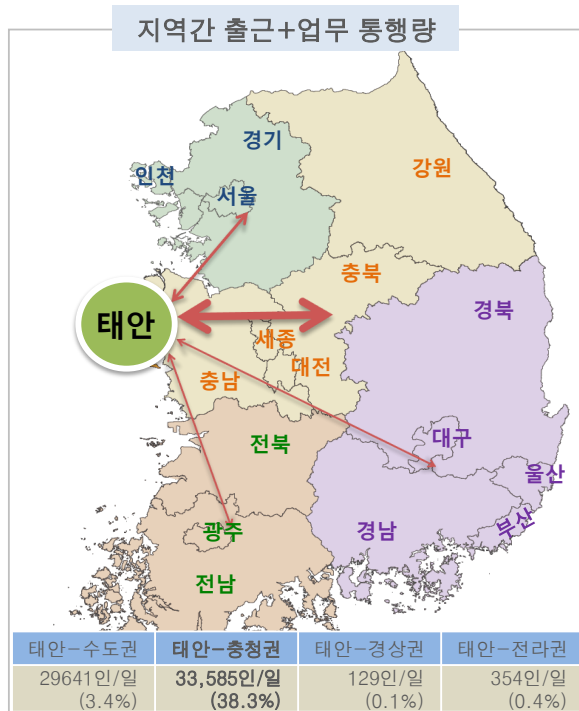 지역간 출근+업무 통행량
경기
인천
서울
강원
충북
태안
경북
세종
대전
충남
전북
대구
울산
부산
광주
경남
전남
태안-수도권 태안-충청권 태안-경상권 태안-전라권
29641인/일 33,585인/일 129인/일 354인/일
(3.4%) (38.3%) (0.1%) (0.4%)